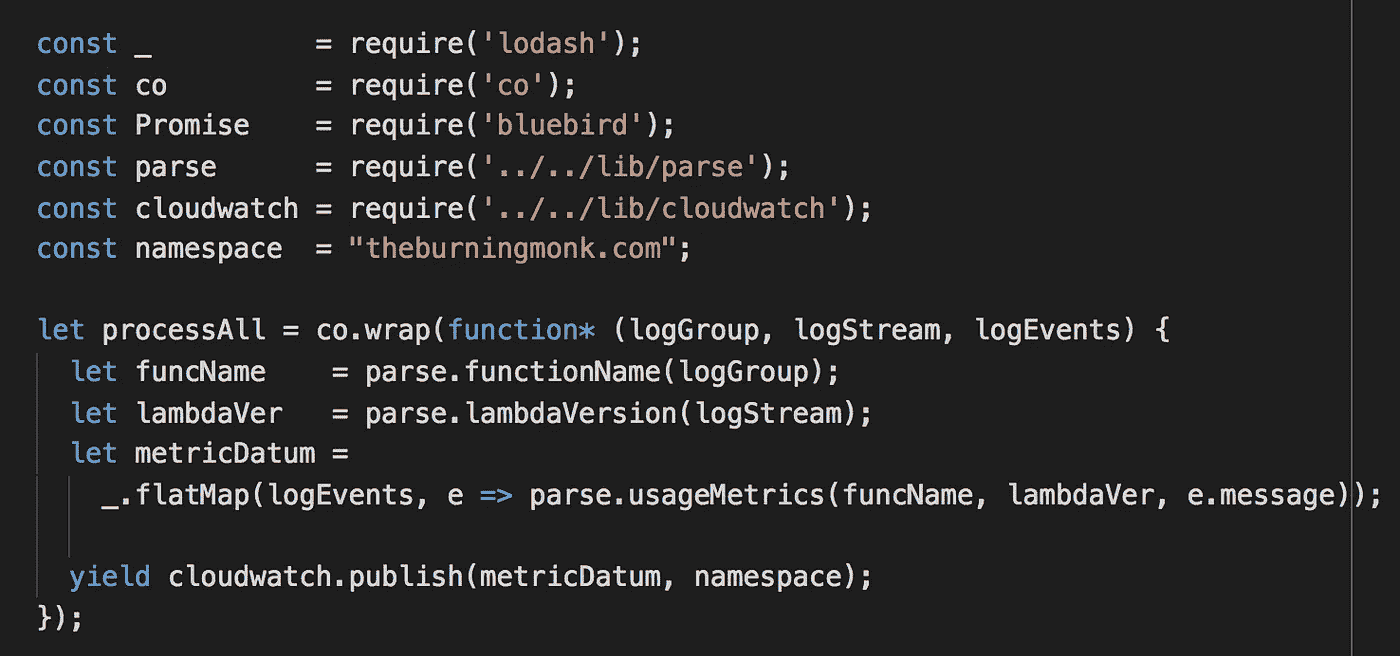 const _          = require('lodash');
const co         = require('co');
const Promise    = require('bluebird');
const parse      = require('../../lib/parse');
const cloudwatch = require('../../lib/cloudwatch');
const namespace  = "theburningmonk.com";

let processAll = co.wrap(function* (logGroup, logStream, logEvents) {
  let funcName    = parse.functionName(logGroup);
  let lambdaVer   = parse.lambdaVersion(logStream);
  let metricDatum =
    _.flatMap(logEvents, e => parse.usageMetrics(funcName, lambdaVer, e.message));

  yield cloudwatch.publish(metricDatum, namespace);
});